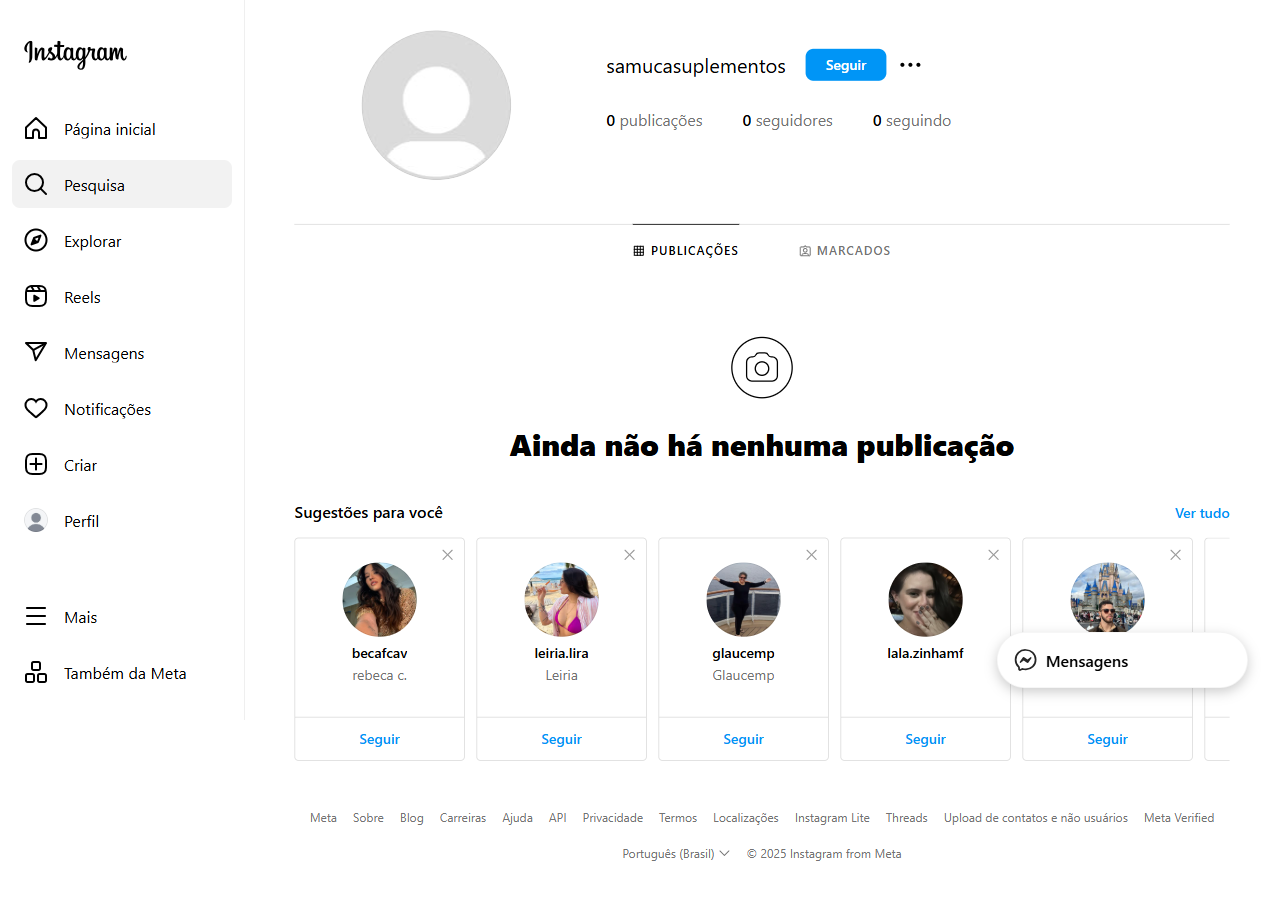 Instagram
Página inicial
Pesquisa
Explorar
Reels
Mensagens
Notificações
Criar
Perfil
Mais
Também da Meta
samucasuplementos Seguir
0 publicações 0 seguidores 0 seguindo
PUBLICAÇÕES MARCADOS
Ainda não há nenhuma publicação
Sugestões para você Ver tudo
becafcav leiria.lira glaucemp lala.zinhamf
rebeca c. Leiria Glaucemp
Mensagens
Seguir Seguir Seguir Seguir Seguir
Meta Sobre Blog Carreiras Ajuda API Privacidade Termos Localizações Instagram Lite Threads Upload de contatos e não usuários Meta Verified
Português (Brasil) © 2025 Instagram from Meta